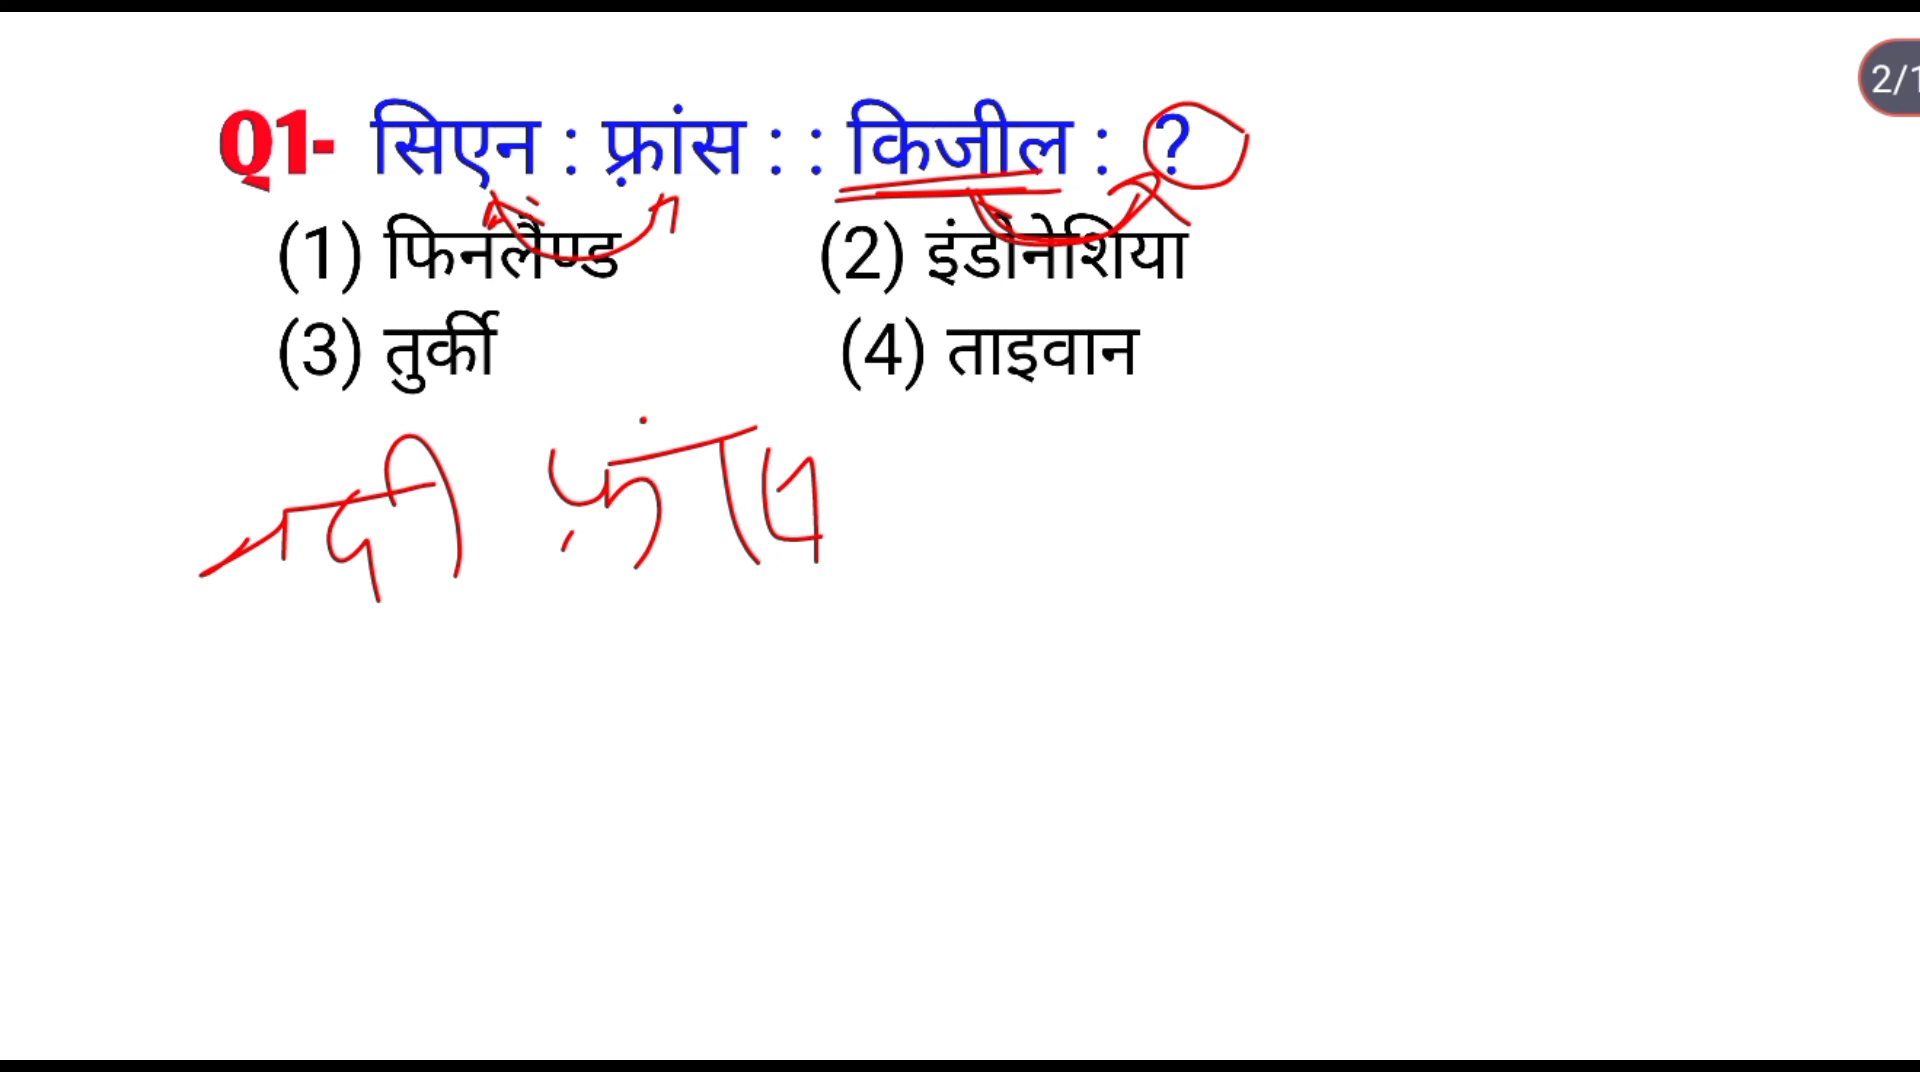 2/1
Q1- सिएन : फ़्रांस : : किजील : ?
(1) फिनलैण्ड (2) इंडोनेशिया
(3) तुर्की (4) ताइवान
नदी